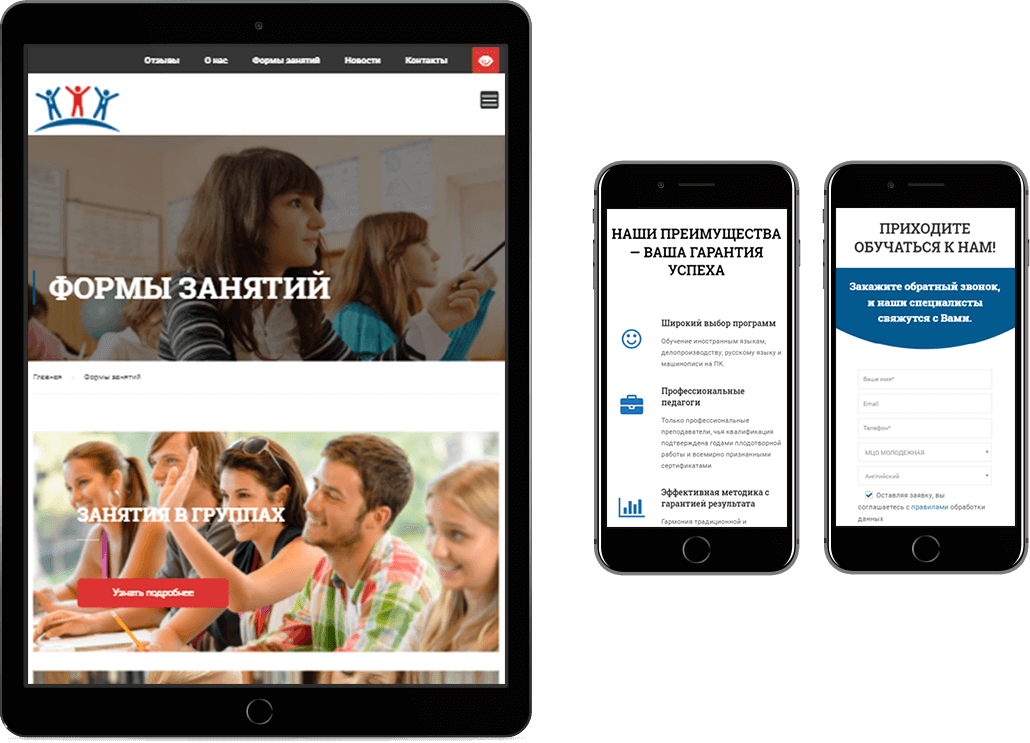 Отзывы О нас Формы занятий Новости Контакты
ФОРМЫ ЗАНЯТИЙ
Главная Формы занятий
ЗАНЯТИЯ В ГРУППАХ
Узнать подробнее
НАШИ ПРЕИМУЩЕСТВА
— ВАША ГАРАНТИЯ
УСПЕХА
Широкий выбор программ
Обучение иностранным языкам,
делопроизводству, русскому языку и
машинописи на ПК.
Профессиональные
педагоги
Только профессиональные
преподаватели, чья квалификация
подтверждена годами плодотворной
работы и всемирно признанными
сертификатами
Эффективная методика с
гарантией результата
Гармония традиционной и
ПРИХОДИТЕ
ОБУЧАТЬСЯ К НАМ!
Закажите обратный звонок,
и наши специалисты
свяжутся с Вами.
Ваше имя*
Email
Телефон*
МЦО МОЛОДЕЖНАЯ
Английский
Оставляя заявку, вы
соглашаетесь с правилами обработки
данных